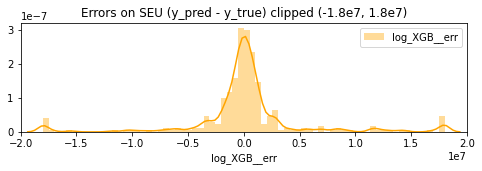 Errors on SEU (y_pred - y_true) clipped (-1.8e7, 1.8e7)
1e−7
3
2
1
0
log_XGB__err
−2.0 −1.5 −1.0 −0.5 0.0 0.5 1.0 1.5 2.0
log_XGB__err
1e7